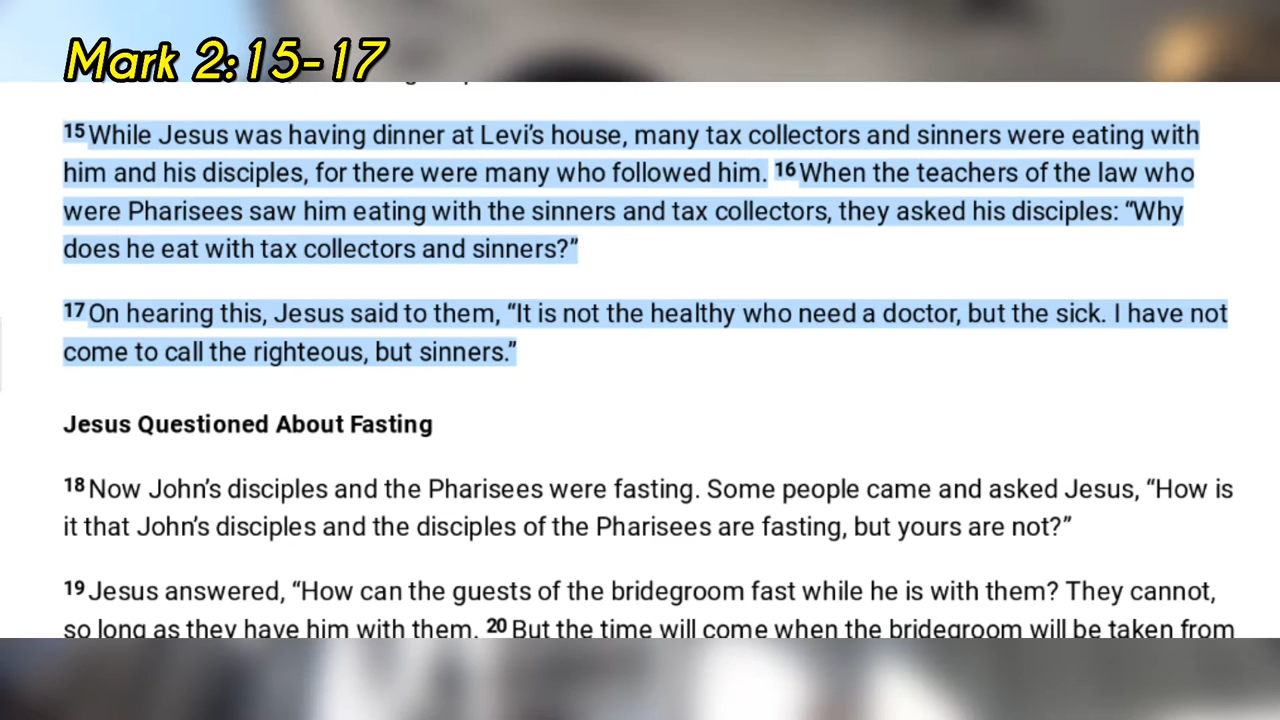 Mark 2:15-17
15 While Jesus was having dinner at Levi’s house, many tax collectors and sinners were eating with
him and his disciples, for there were many who followed him. 16 When the teachers of the law who
were Pharisees saw him eating with the sinners and tax collectors, they asked his disciples: “Why
does he eat with tax collectors and sinners?”
17 On hearing this, Jesus said to them, “It is not the healthy who need a doctor, but the sick. I have not
come to call the righteous, but sinners.”
Jesus Questioned About Fasting
18 Now John’s disciples and the Pharisees were fasting. Some people came and asked Jesus, “How is
it that John’s disciples and the disciples of the Pharisees are fasting, but yours are not?”
19 Jesus answered, “How can the guests of the bridegroom fast while he is with them? They cannot,
so long as they have him with them. 20 But the time will come when the bridegroom will be taken from